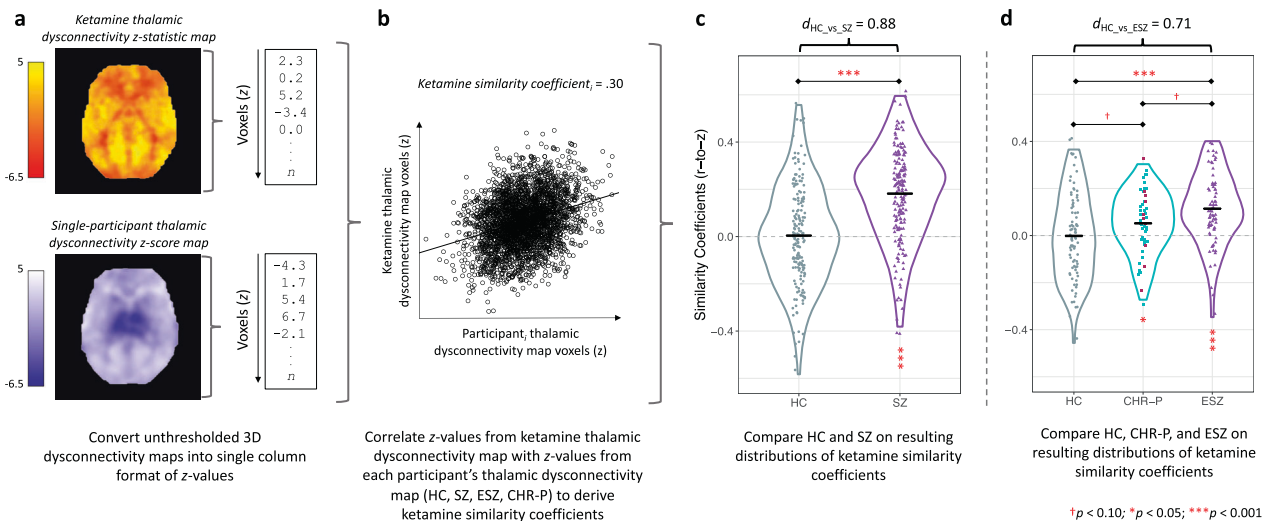 a
Ketamine thalamic
dysconnectivity z-statistic map
5
-6.5
Voxels (z)
2.3
0.2
5.2
−3.4
0.0
.
.
.
n
Single-participant thalamic
dysconnectivity z-score map
5
-6.5
Voxels (z)
−4.3
1.7
5.4
6.7
−2.1
.
.
.
n
Convert unthresholded 3D
dysconnectivity maps into single column
format of z-values
b
Ketamine similarity coefficientᵢ = .30
Ketamine thalamic
dysconnectivity map voxels (z)
Participantᵢ thalamic
dysconnectivity map voxels (z)
Correlate z-values from ketamine thalamic
dysconnectivity map with z-values from
each participant's thalamic dysconnectivity
map (HC, SZ, ESZ, CHR-P) to derive
ketamine similarity coefficients
c
d HC_vs_SZ = 0.88
***
Similarity Coefficients (r−to−z)
0.4
0.0
−0.4
***
HC
SZ
Compare HC and SZ on resulting
distributions of ketamine similarity
coefficients
d
d HC_vs_ESZ = 0.71
***
†
†
0.4
0.0
−0.4
*
***
HC
CHR−P
ESZ
Compare HC, CHR-P, and ESZ on
resulting distributions of ketamine
similarity coefficients
†p < 0.10; *p < 0.05; ***p < 0.001